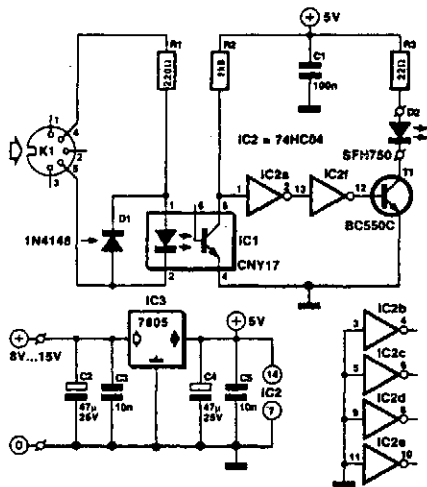 + 5V
R1
220Ω
R2
R3
22Ω
C1
100n
D2
SFH750
IC2 = 74HC04
1
4
K1
2
5
3
1
IC2a
2
13
IC2f
12
T1
BC550C
D1
1N4148
1
6
5
IC1
CNY17
2
4
IC3
7805
+
8V...15V
+ 5V
C2
47µ
25V
C3
10n
C4
47µ
25V
C5
10n
14
IC2
7
0
IC2b
3
4
IC2c
5
6
IC2d
9
8
IC2e
11
10